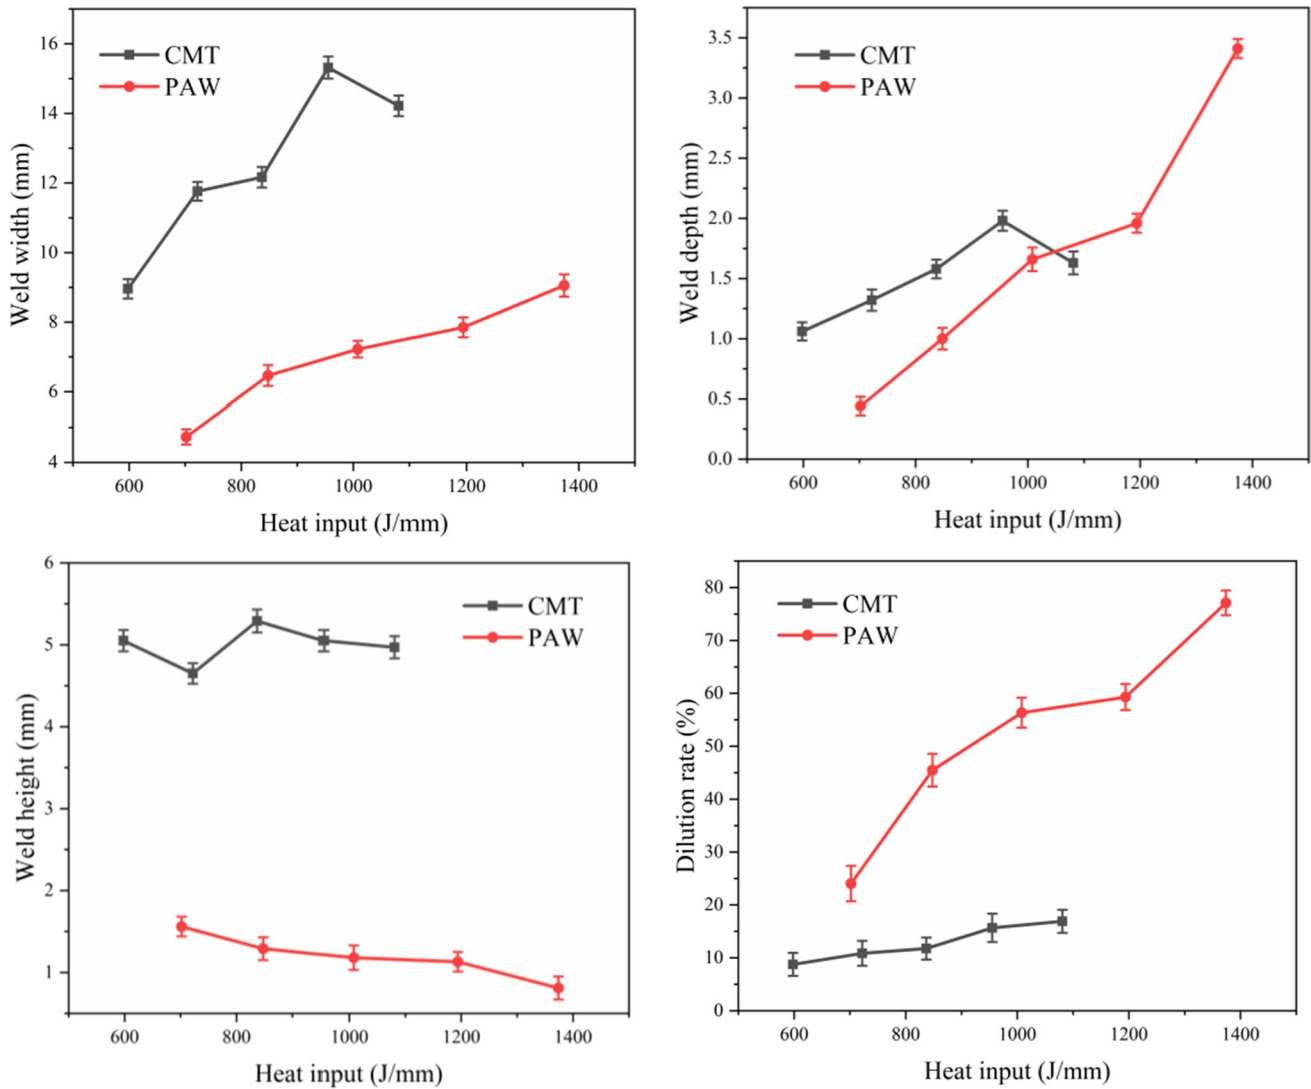 16
14
12
10
8
6
4
600 800 1000 1200 1400
Weld width (mm)
Heat input (J/mm)
CMT
PAW
3.5
3.0
2.5
2.0
1.5
1.0
0.5
0.0
600 800 1000 1200 1400
Weld depth (mm)
Heat input (J/mm)
CMT
PAW
6
5
4
3
2
1
600 800 1000 1200 1400
Weld height (mm)
Heat input (J/mm)
CMT
PAW
80
70
60
50
40
30
20
10
0
600 800 1000 1200 1400
Dilution rate (%)
Heat input (J/mm)
CMT
PAW